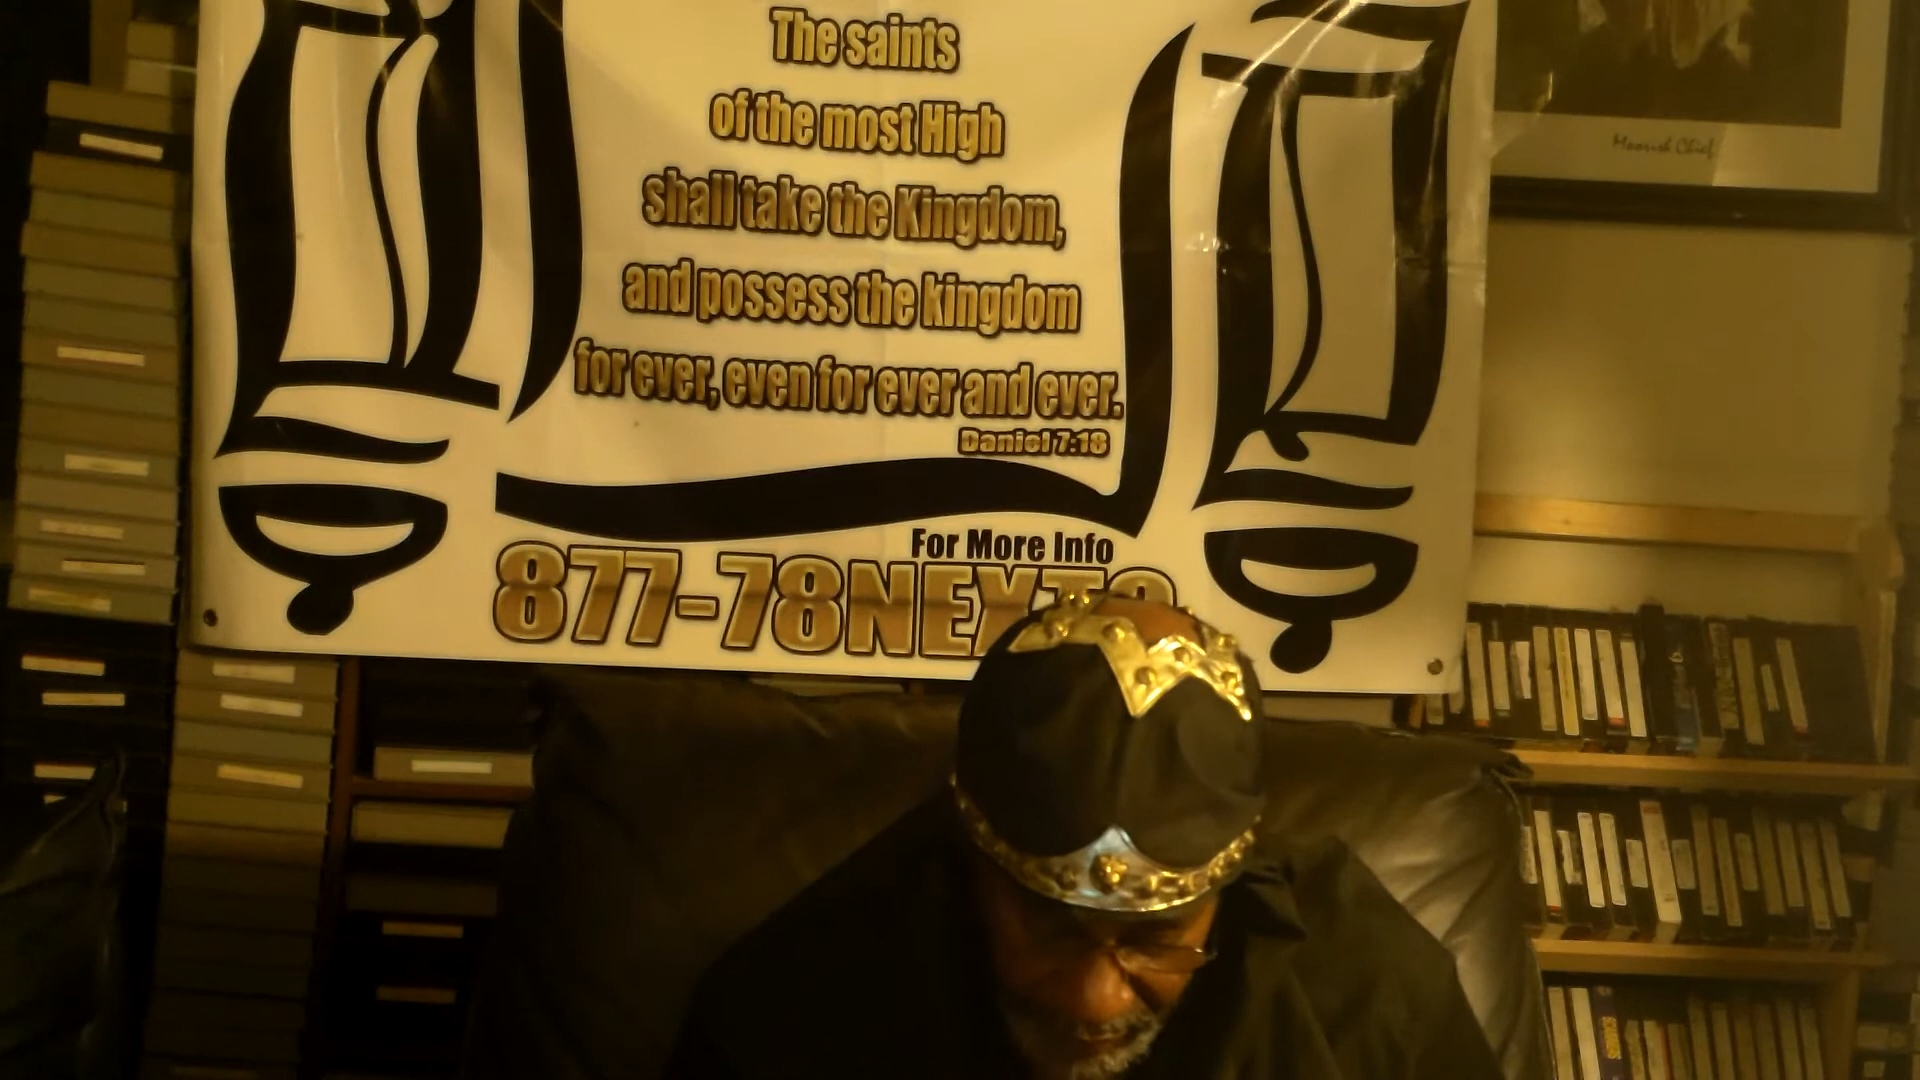 The saints
of the most High
shall take the Kingdom,
and possess the kingdom
for ever, even for ever and ever.
Daniel 7:18
For More Info
877-78NEXT
Moorish Chief